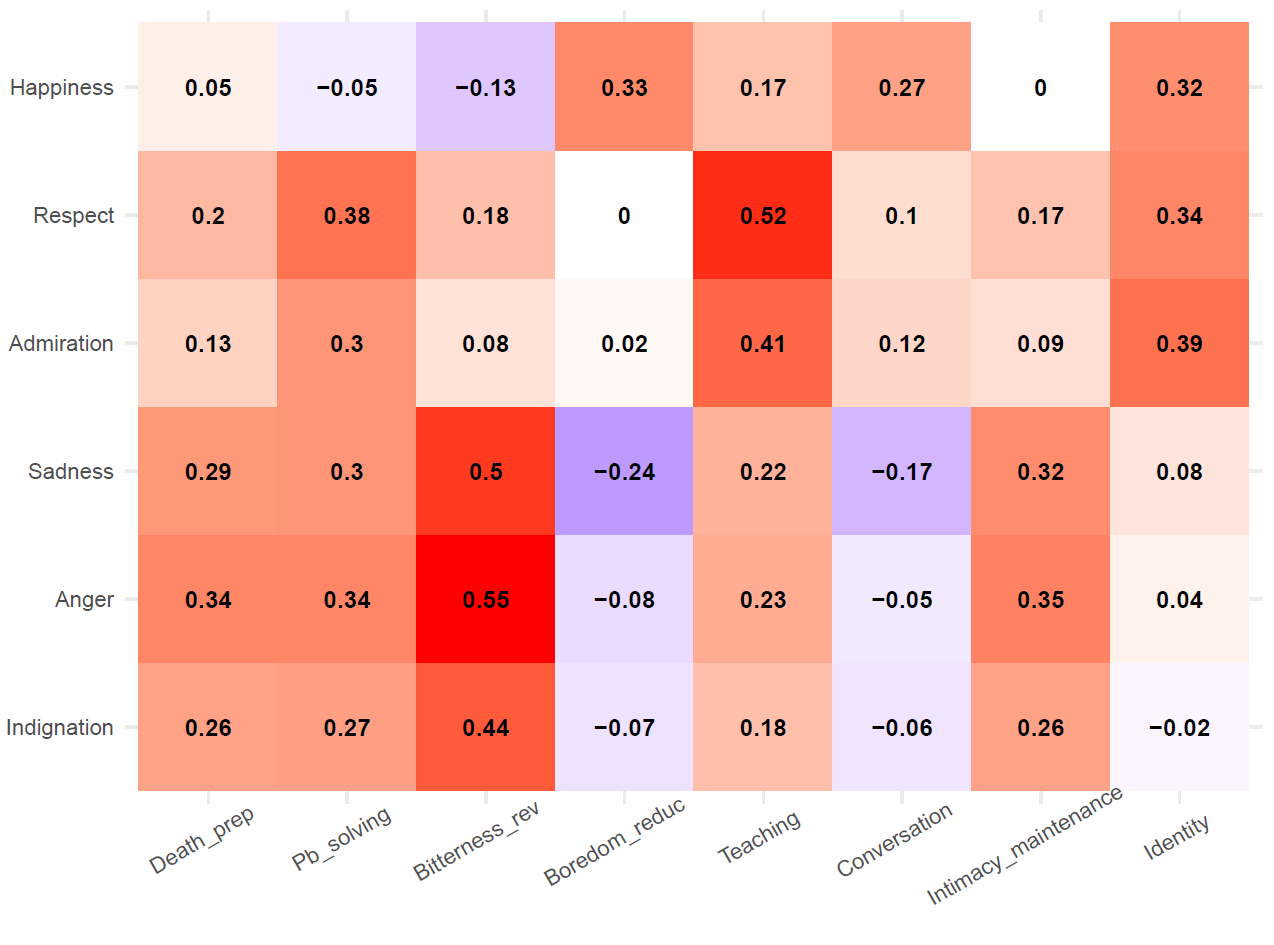 Happiness 0.05 −0.05 −0.13 0.33 0.17 0.27 0 0.32
Respect 0.2 0.38 0.18 0 0.52 0.1 0.17 0.34
Admiration 0.13 0.3 0.08 0.02 0.41 0.12 0.09 0.39
Sadness 0.29 0.3 0.5 −0.24 0.22 −0.17 0.32 0.08
Anger 0.34 0.34 0.55 −0.08 0.23 −0.05 0.35 0.04
Indignation 0.26 0.27 0.44 −0.07 0.18 −0.06 0.26 −0.02
Death_prep Pb_solving Bitterness_rev Boredom_reduc Teaching Conversation Intimacy_maintenance Identity